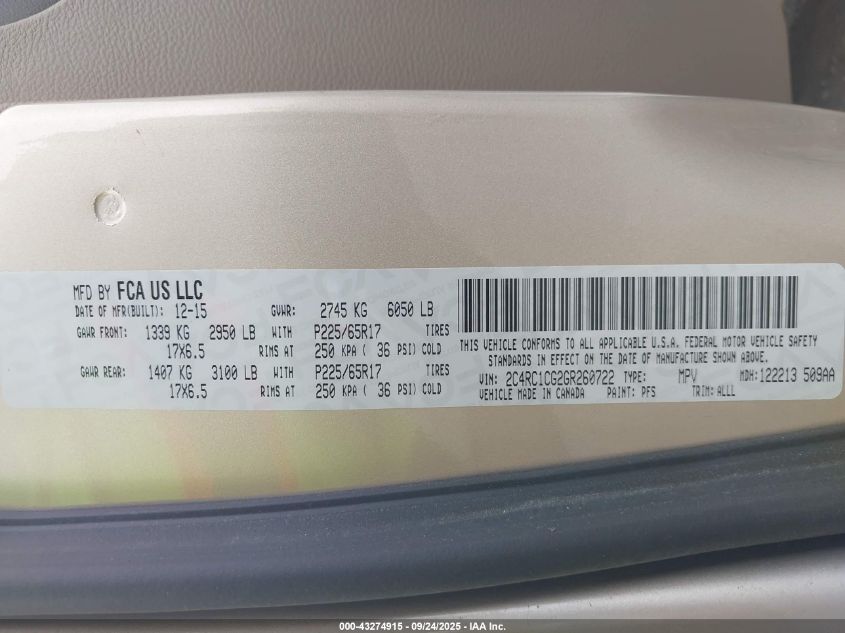 MFD BY FCA US LLC
DATE OF MFR(BUILT): 12-15 GVWR: 2745 KG 6050 LB
GAWR FRONT: 1339 KG 2950 LB WITH P225/65R17 TIRES
17X6.5 RIMS AT 250 KPA ( 36 PSI) COLD
GAWR REAR: 1407 KG 3100 LB WITH P225/65R17 TIRES
17X6.5 RIMS AT 250 KPA ( 36 PSI) COLD
THIS VEHICLE CONFORMS TO ALL APPLICABLE U.S.A. FEDERAL MOTOR VEHICLE SAFETY
STANDARDS IN EFFECT ON THE DATE OF MANUFACTURE SHOWN ABOVE.
VIN: 2C4RC1CG2GR260722 TYPE: MPV MDH: 122213 509AA
VEHICLE MADE IN CANADA PAINT: PFS TRIM: ALLL
000-43274915 - 09/24/2025 - IAA Inc.